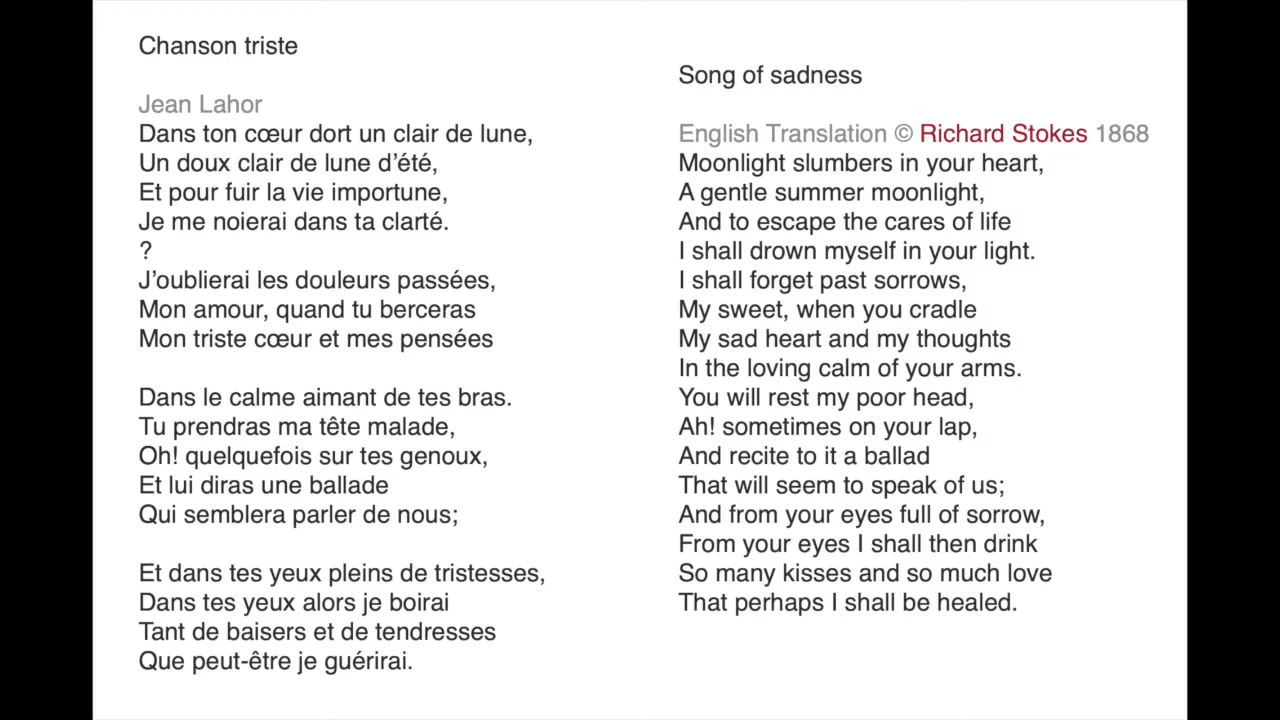 Chanson triste
Jean Lahor
Dans ton cœur dort un clair de lune,
Un doux clair de lune d’été,
Et pour fuir la vie importune,
Je me noierai dans ta clarté.
?
J’oublierai les douleurs passées,
Mon amour, quand tu berceras
Mon triste cœur et mes pensées
Dans le calme aimant de tes bras.
Tu prendras ma tête malade,
Oh! quelquefois sur tes genoux,
Et lui diras une ballade
Qui semblera parler de nous;
Et dans tes yeux pleins de tristesses,
Dans tes yeux alors je boirai
Tant de baisers et de tendresses
Que peut-être je guérirai.
Song of sadness
English Translation © Richard Stokes 1868
Moonlight slumbers in your heart,
A gentle summer moonlight,
And to escape the cares of life
I shall drown myself in your light.
I shall forget past sorrows,
My sweet, when you cradle
My sad heart and my thoughts
In the loving calm of your arms.
You will rest my poor head,
Ah! sometimes on your lap,
And recite to it a ballad
That will seem to speak of us;
And from your eyes full of sorrow,
From your eyes I shall then drink
So many kisses and so much love
That perhaps I shall be healed.